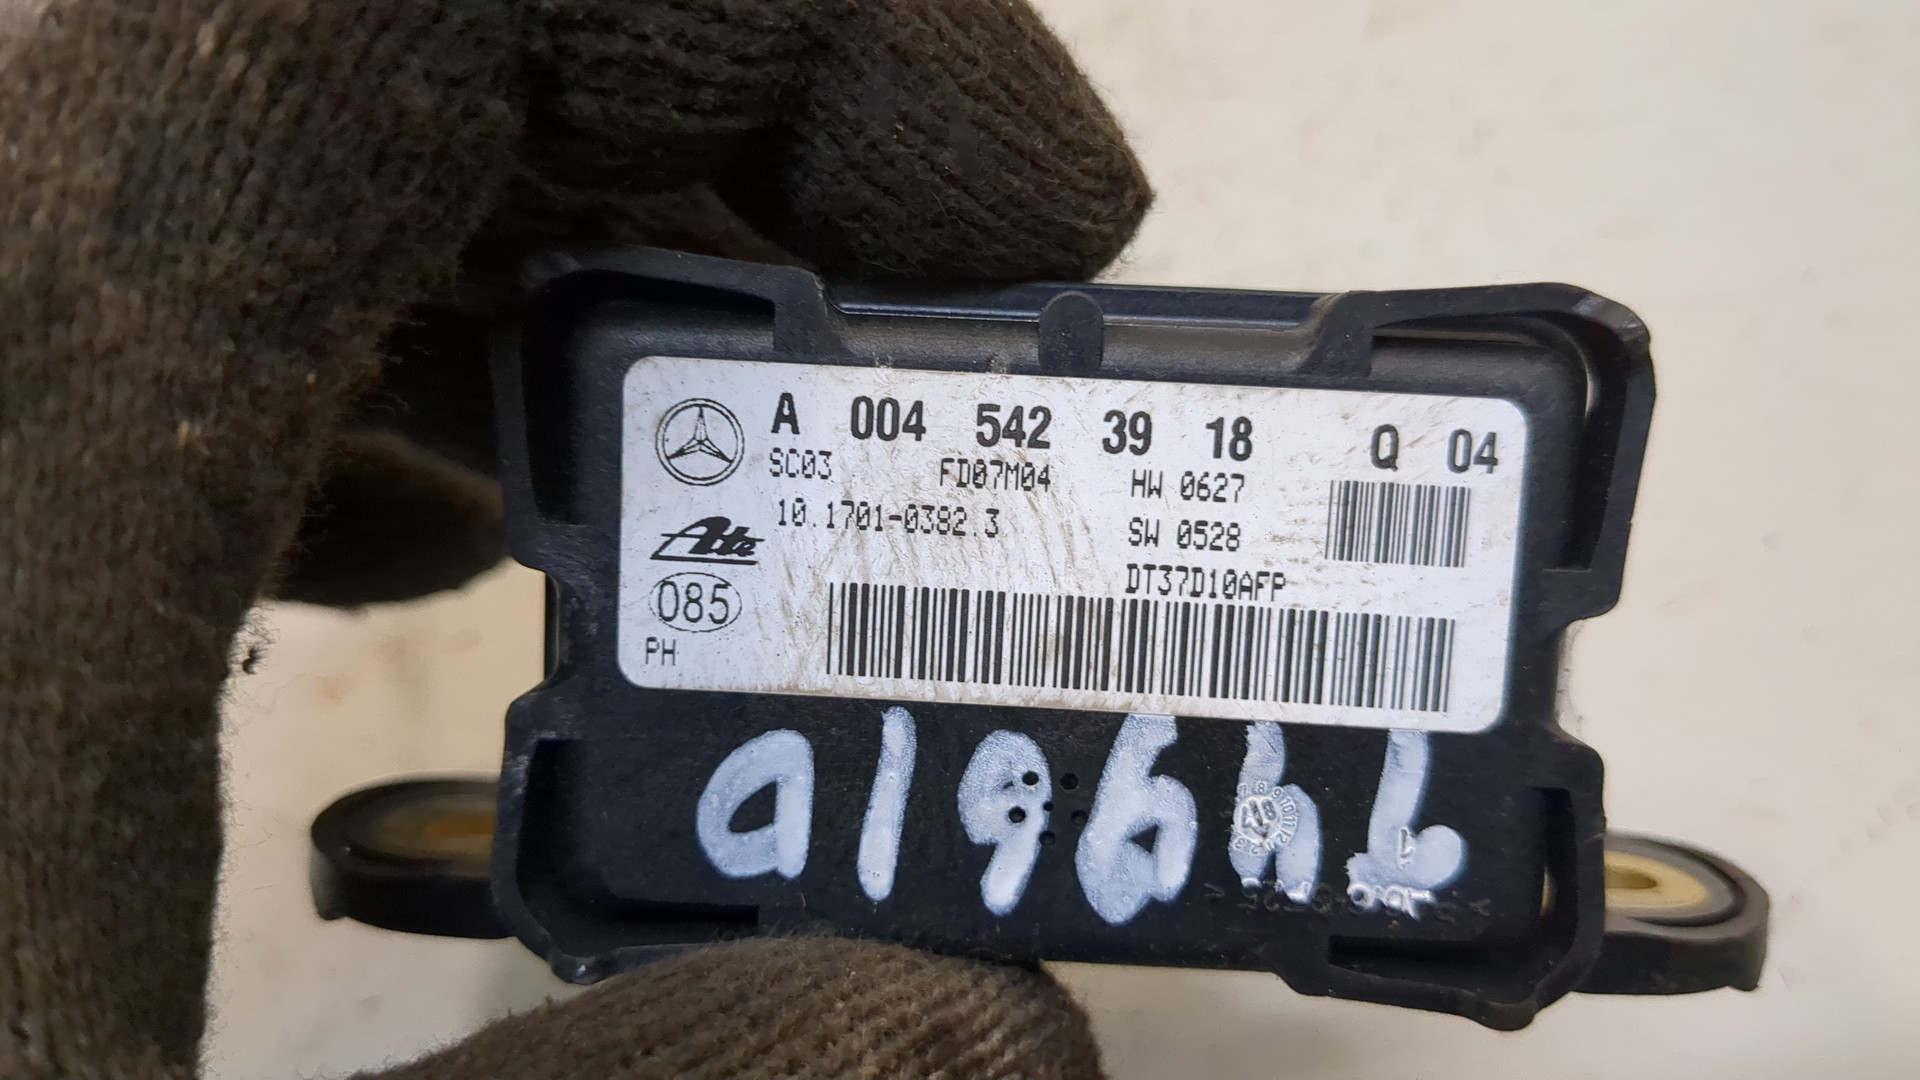 A 004 542 39 18 Q 04
SC03 FD07M04 HW 0627
10.1701-0382.3 SW 0528
Ate
DT37D10AFP
085
PH